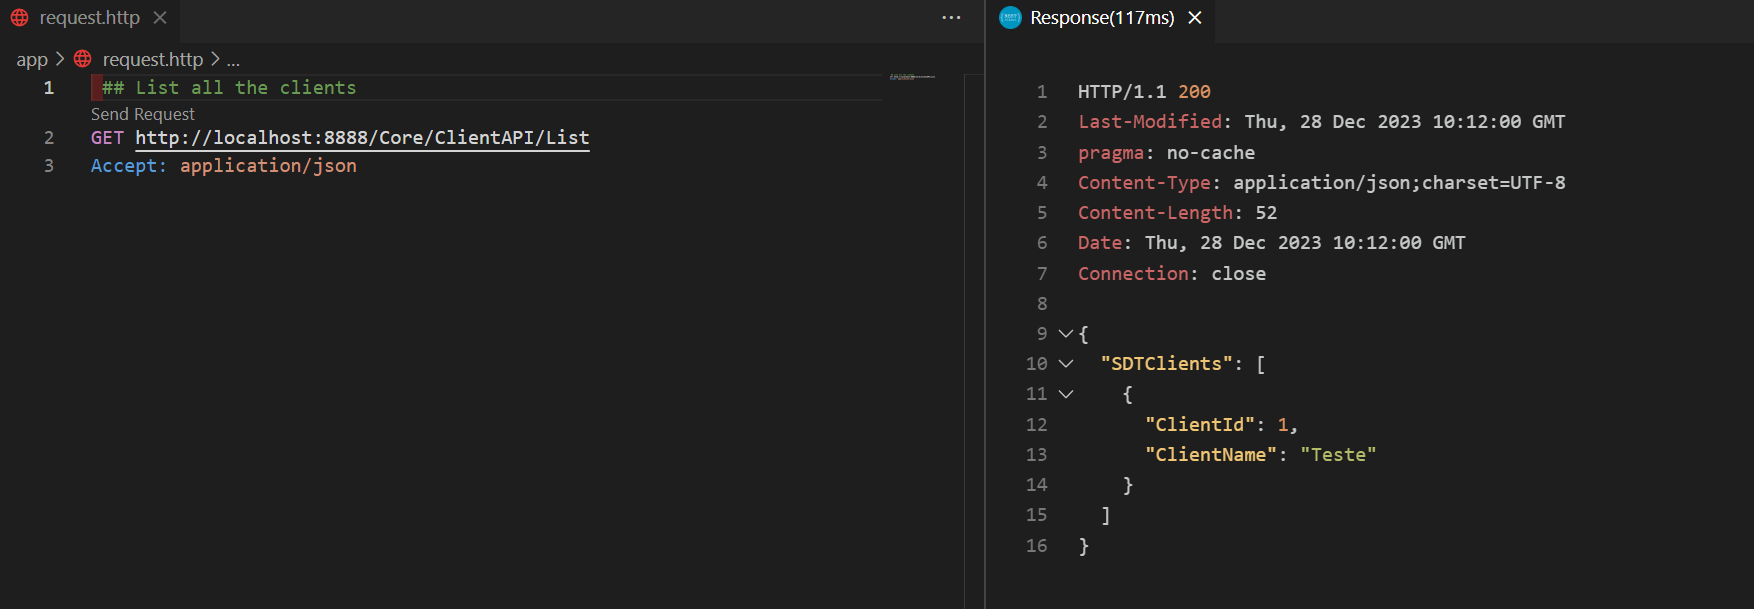 request.http
app > request.http > ...
1 ## List all the clients
Send Request
2 GET http://localhost:8888/Core/ClientAPI/List
3 Accept: application/json
Response(117ms)
1 HTTP/1.1 200
2 Last-Modified: Thu, 28 Dec 2023 10:12:00 GMT
3 pragma: no-cache
4 Content-Type: application/json;charset=UTF-8
5 Content-Length: 52
6 Date: Thu, 28 Dec 2023 10:12:00 GMT
7 Connection: close
8
9 {
10 "SDTClients": [
11 {
12 "ClientId": 1,
13 "ClientName": "Teste"
14 }
15 ]
16 }